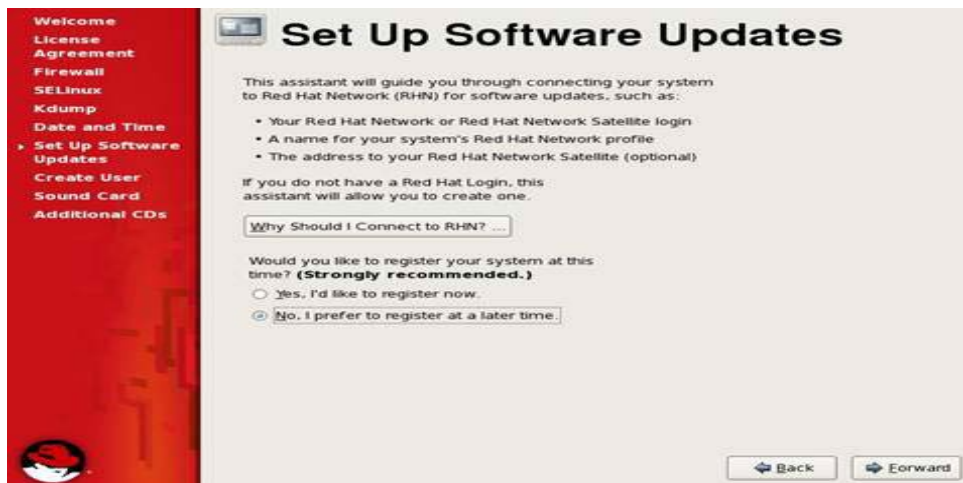 Welcome
License
Agreement
Firewall
SELinux
Kdump
Date and Time
Set Up Software
Updates
Create User
Sound Card
Additional CDs
Set Up Software Updates
This assistant will guide you through connecting your system
to Red Hat Network (RHN) for software updates, such as:
• Your Red Hat Network or Red Hat Network Satellite login
• A name for your system's Red Hat Network profile
• The address to your Red Hat Network Satellite (optional)
If you do not have a Red Hat Login, this
assistant will allow you to create one.
Why Should I Connect to RHN? ...
Would you like to register your system at this
time? (Strongly recommended.)
Yes, I'd like to register now.
No, I prefer to register at a later time.
Back
Forward